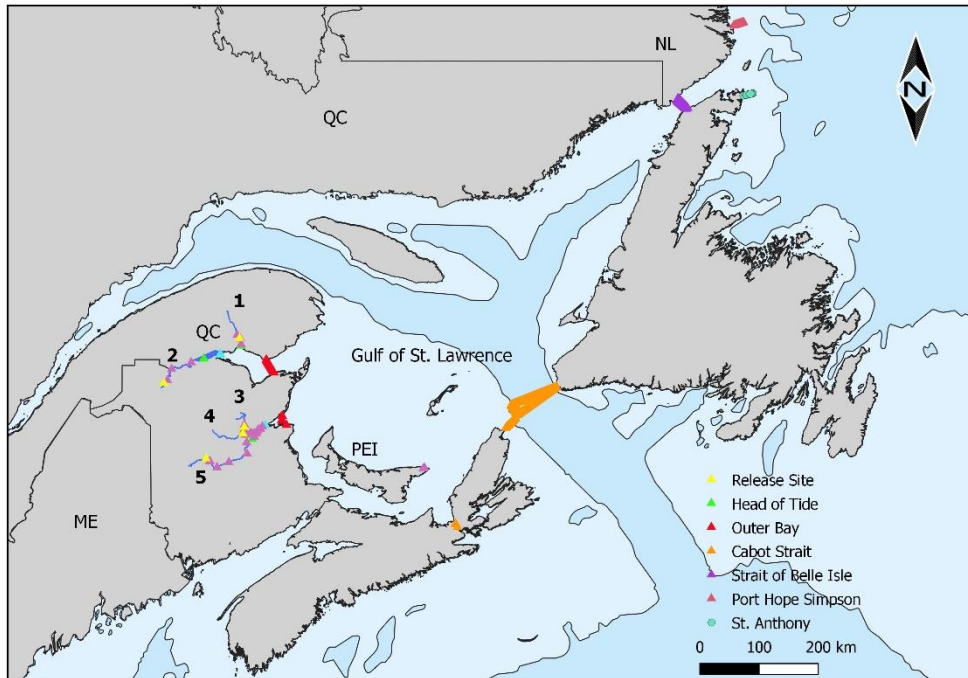 NL
N
QC
1
QC
2
Gulf of St. Lawrence
3
4
PEI
5
ME
Release Site
Head of Tide
Outer Bay
Cabot Strait
Strait of Belle Isle
Port Hope Simpson
St. Anthony
0 100 200 km